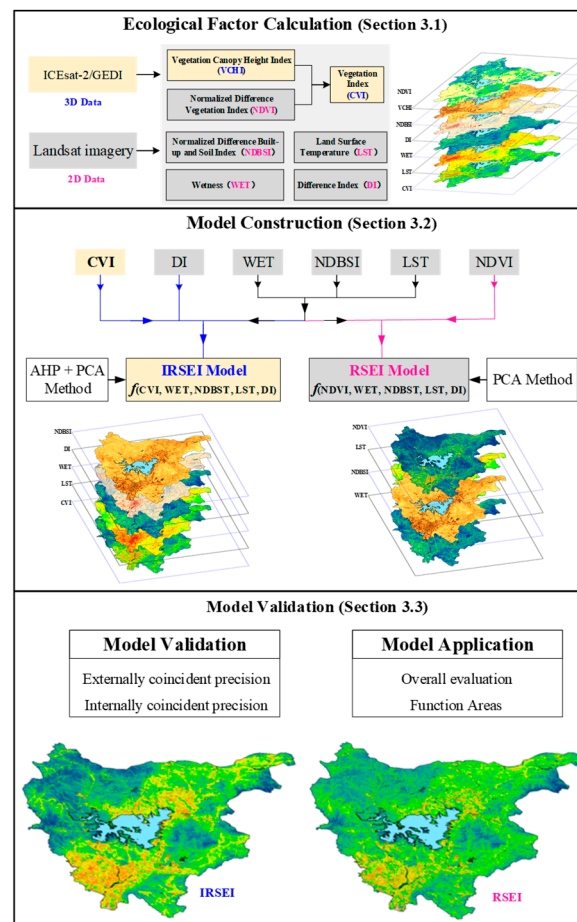 Ecological Factor Calculation (Section 3.1)
ICEsat-2/GEDI
3D Data
Vegetation Canopy Height Index
(VCHI)
Normalized Difference
Vegetation Index (NDVI)
Vegetation
Index
(CVI)
Landsat imagery
2D Data
Normalized Difference Built-
up and Soil Index (NDBSI)
Land Surface
Temperature (LST)
Wetness (WET)
Difference Index (DI)
NDVI
VCHI
NDBSI
DI
WET
LST
CVI
Model Construction (Section 3.2)
CVI
DI
WET
NDBSI
LST
NDVI
AHP + PCA
Method
IRSEI Model
f(CVI, WET, NDBST, LST, DI)
RSEI Model
f(NDVI, WET, NDBST, LST, DI)
PCA Method
NDBSI
DI
WET
LST
CVI
NDVI
LST
NDBSI
WET
Model Validation (Section 3.3)
Model Validation
Externally coincident precision
Internally coincident precision
Model Application
Overall evaluation
Function Areas
IRSEI
RSEI